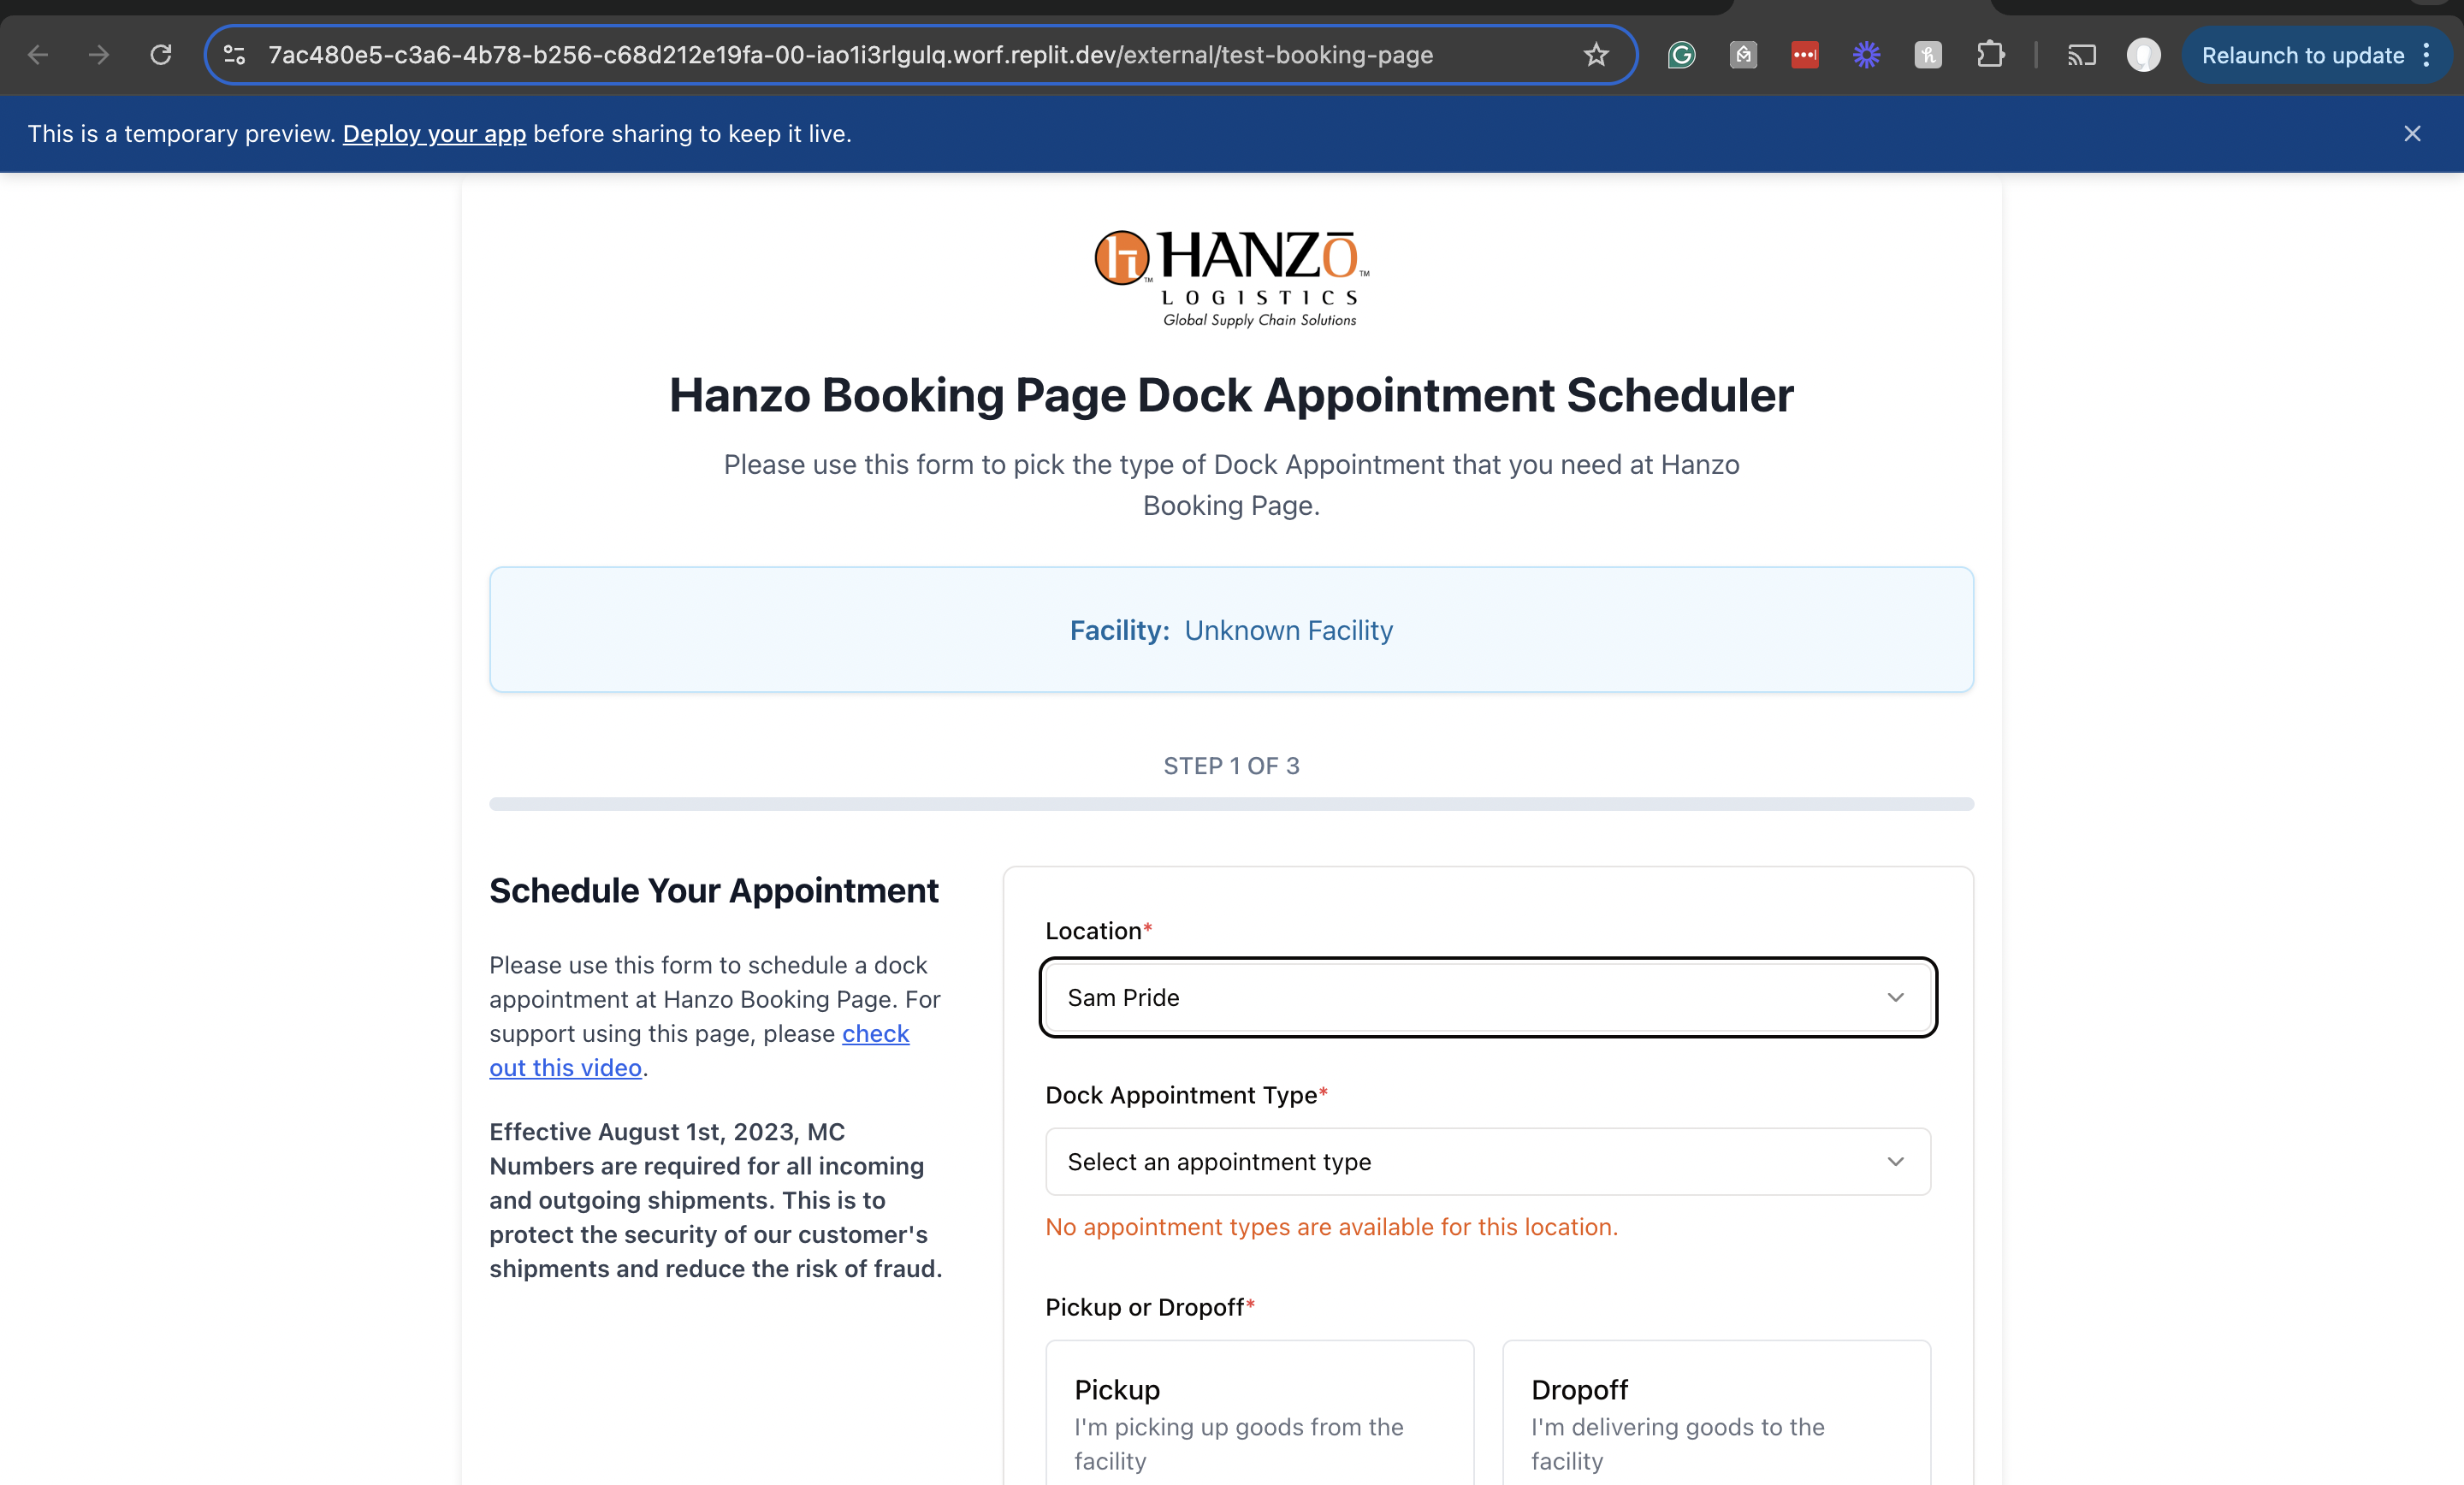 7ac480e5-c3a6-4b78-b256-c68d212e19fa-00-iao1i3rlgulq.worf.replit.dev/external/test-booking-page
Relaunch to update
This is a temporary preview. Deploy your app before sharing to keep it live.
HANZŌ™
LOGISTICS
Global Supply Chain Solutions
Hanzo Booking Page Dock Appointment Scheduler
Please use this form to pick the type of Dock Appointment that you need at Hanzo
Booking Page.
Facility: Unknown Facility
STEP 1 OF 3
Schedule Your Appointment
Please use this form to schedule a dock
appointment at Hanzo Booking Page. For
support using this page, please check
out this video.
Effective August 1st, 2023, MC
Numbers are required for all incoming
and outgoing shipments. This is to
protect the security of our customer's
shipments and reduce the risk of fraud.
Location*
Sam Pride
Dock Appointment Type*
Select an appointment type
No appointment types are available for this location.
Pickup or Dropoff*
Pickup
I'm picking up goods from the
facility
Dropoff
I'm delivering goods to the
facility